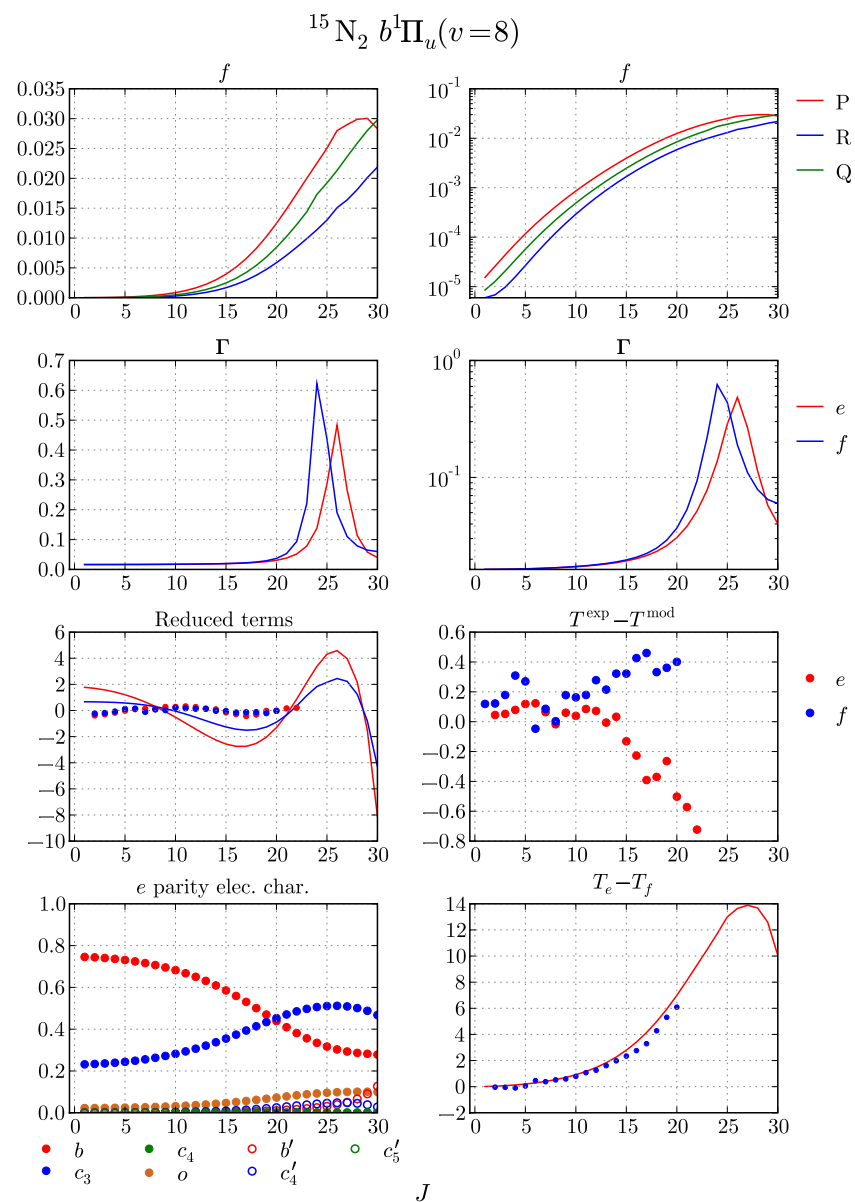 ¹⁵N₂ b¹Πᵤ(v=8)
f
0.035
0.030
0.025
0.020
0.015
0.010
0.005
0.000
0 5 10 15 20 25 30
f
10⁻¹
10⁻²
10⁻³
10⁻⁴
10⁻⁵
0 5 10 15 20 25 30
P
R
Q
Γ
0.7
0.6
0.5
0.4
0.3
0.2
0.1
0.0
0 5 10 15 20 25 30
Γ
10⁰
10⁻¹
0 5 10 15 20 25 30
e
f
Reduced terms
6
4
2
0
−2
−4
−6
−8
−10
0 5 10 15 20 25 30
T^exp−T^mod
0.6
0.4
0.2
0.0
−0.2
−0.4
−0.6
−0.8
0 5 10 15 20 25 30
e
f
e parity elec. char.
1.0
0.8
0.6
0.4
0.2
0.0
0 5 10 15 20 25 30
T_e−T_f
14
12
10
8
6
4
2
0
−2
0 5 10 15 20 25 30
b c₄ b′ c₅′
c₃ o c₄′
J